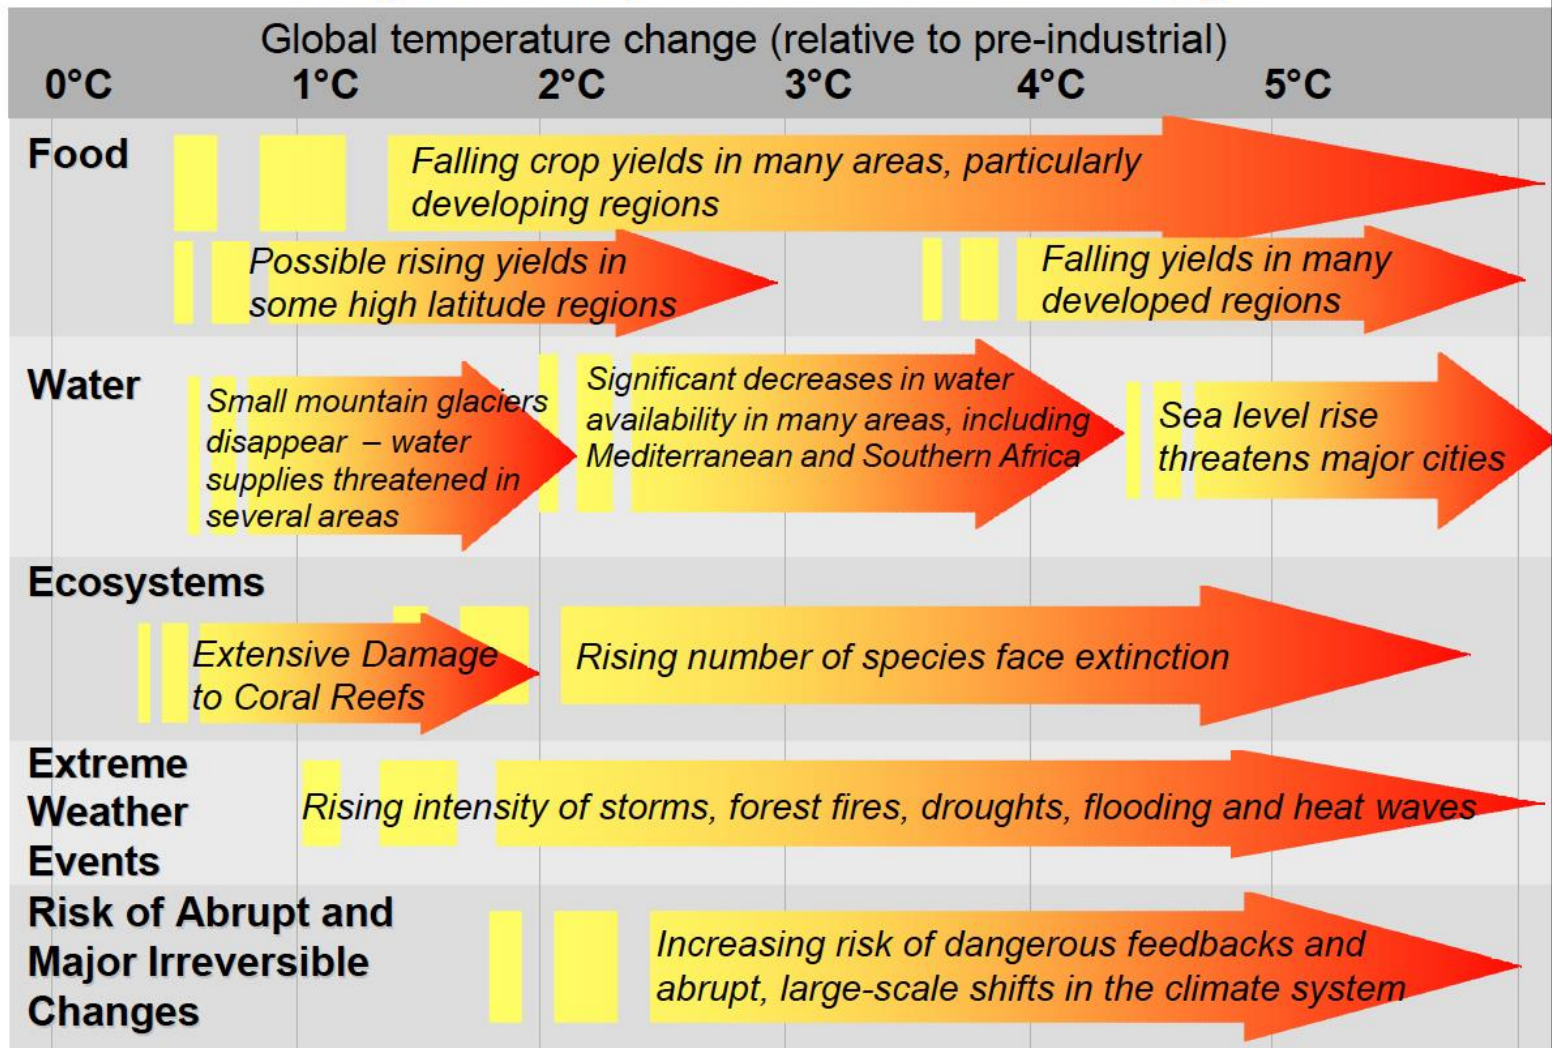 Global temperature change (relative to pre-industrial)
0°C 1°C 2°C 3°C 4°C 5°C
Food
Falling crop yields in many areas, particularly
developing regions
Possible rising yields in
some high latitude regions
Falling yields in many
developed regions
Water
Small mountain glaciers
disappear – water
supplies threatened in
several areas
Significant decreases in water
availability in many areas, including
Mediterranean and Southern Africa
Sea level rise
threatens major cities
Ecosystems
Extensive Damage
to Coral Reefs
Rising number of species face extinction
Extreme
Weather
Events
Rising intensity of storms, forest fires, droughts, flooding and heat waves
Risk of Abrupt and
Major Irreversible
Changes
Increasing risk of dangerous feedbacks and
abrupt, large-scale shifts in the climate system